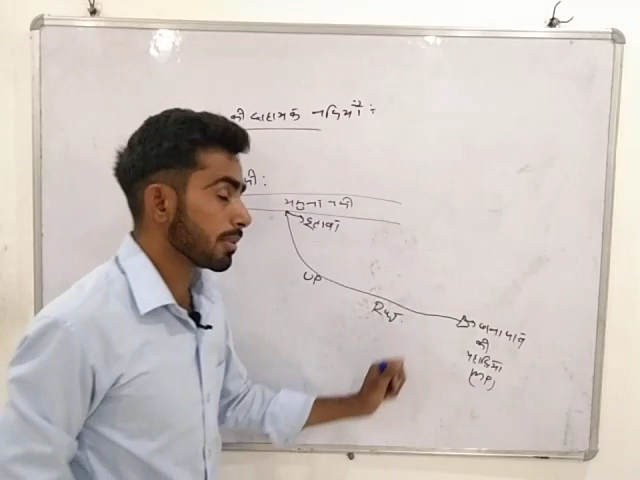 की सहायक नदियाँ :
दी :
यमुना नदी
इटावा
UP
Raj.
जानापाव
की
पहाडियां
(MP)